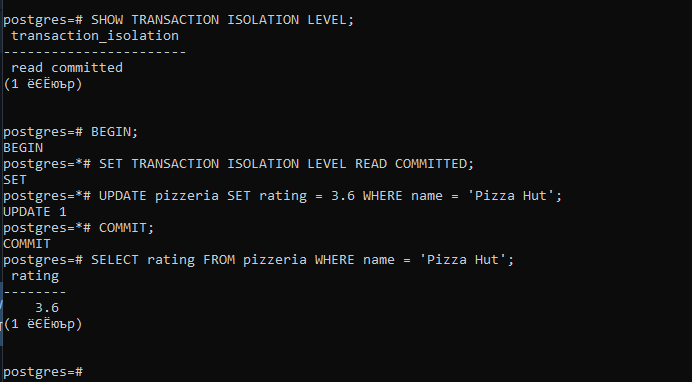 postgres=# SHOW TRANSACTION ISOLATION LEVEL;
transaction_isolation
-----------------------
read committed
(1 ёЄЁюър)
postgres=# BEGIN;
BEGIN
postgres=*# SET TRANSACTION ISOLATION LEVEL READ COMMITTED;
SET
postgres=*# UPDATE pizzeria SET rating = 3.6 WHERE name = 'Pizza Hut';
UPDATE 1
postgres=*# COMMIT;
COMMIT
postgres=# SELECT rating FROM pizzeria WHERE name = 'Pizza Hut';
rating
--------
3.6
(1 ёЄЁюър)
postgres=#